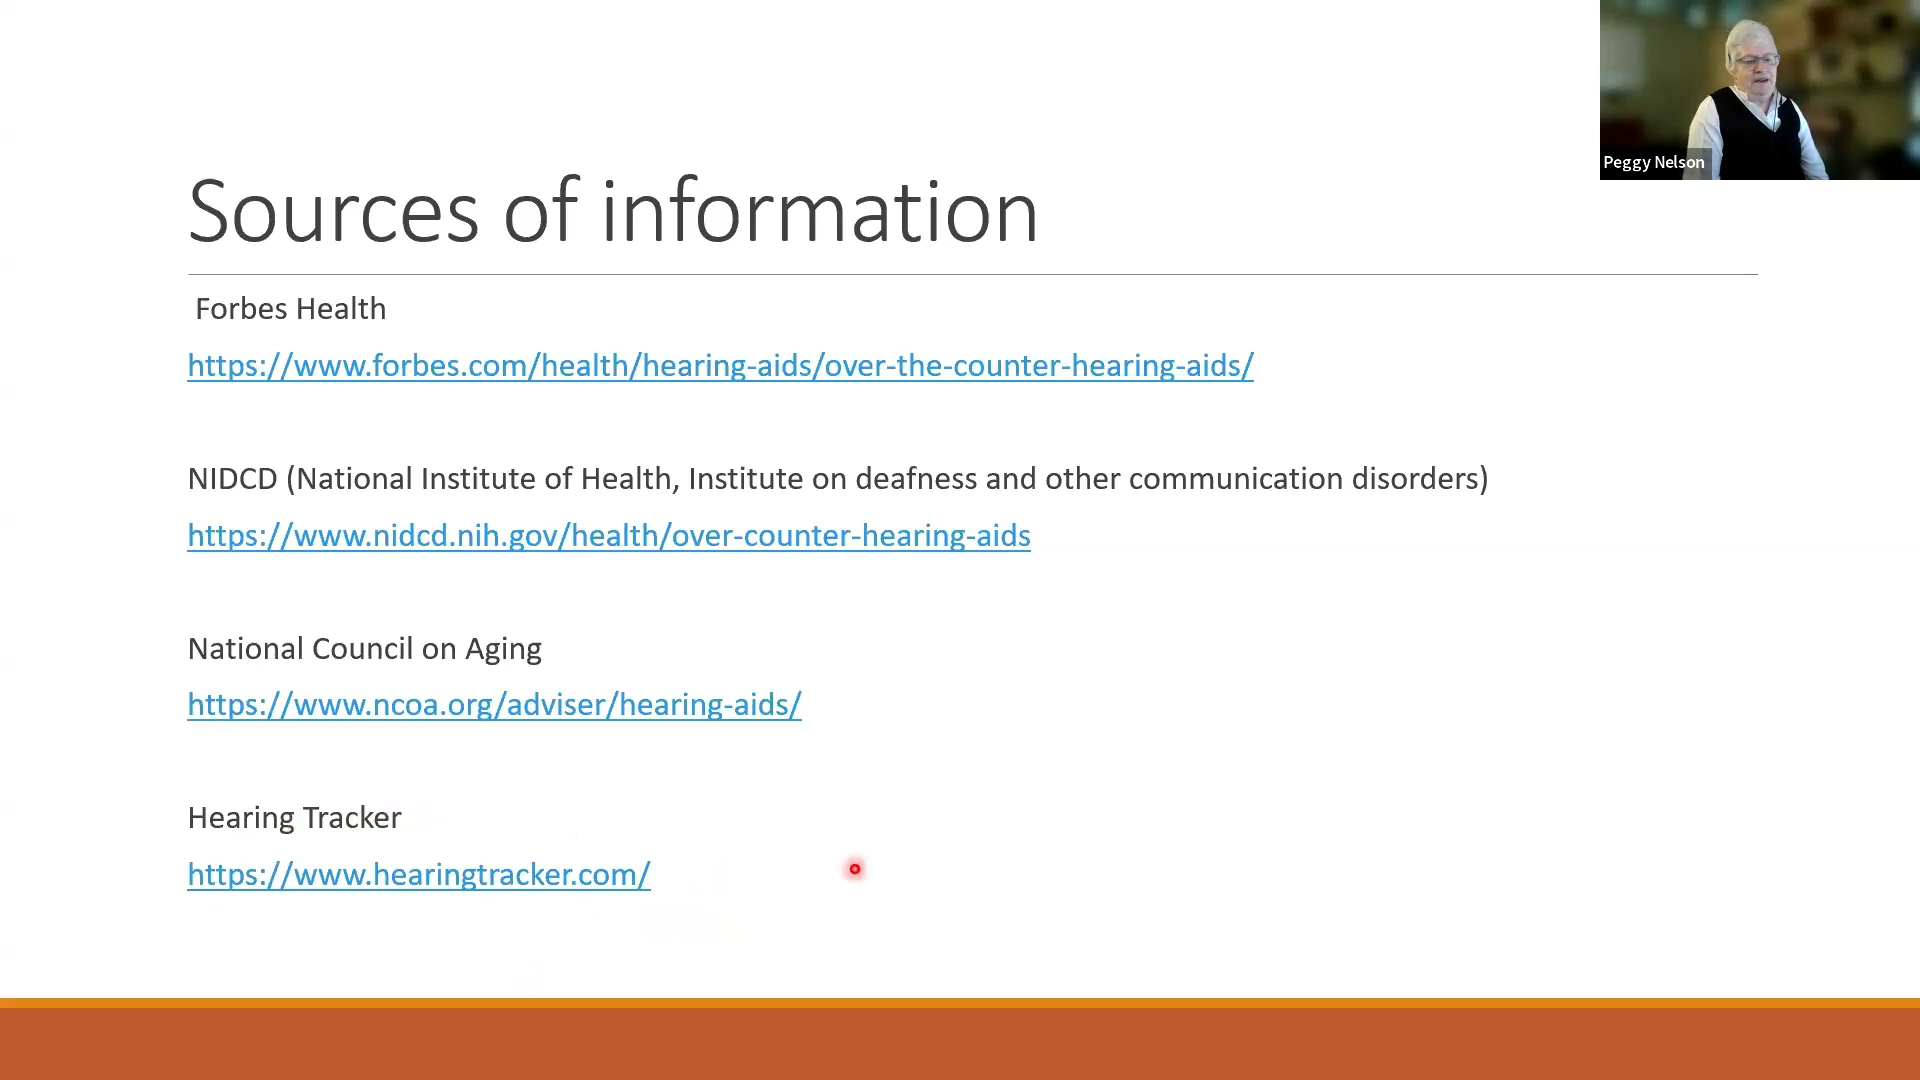 Peggy Nelson
Sources of information
Forbes Health
https://www.forbes.com/health/hearing-aids/over-the-counter-hearing-aids/
NIDCD (National Institute of Health, Institute on deafness and other communication disorders)
https://www.nidcd.nih.gov/health/over-counter-hearing-aids
National Council on Aging
https://www.ncoa.org/adviser/hearing-aids/
Hearing Tracker
https://www.hearingtracker.com/